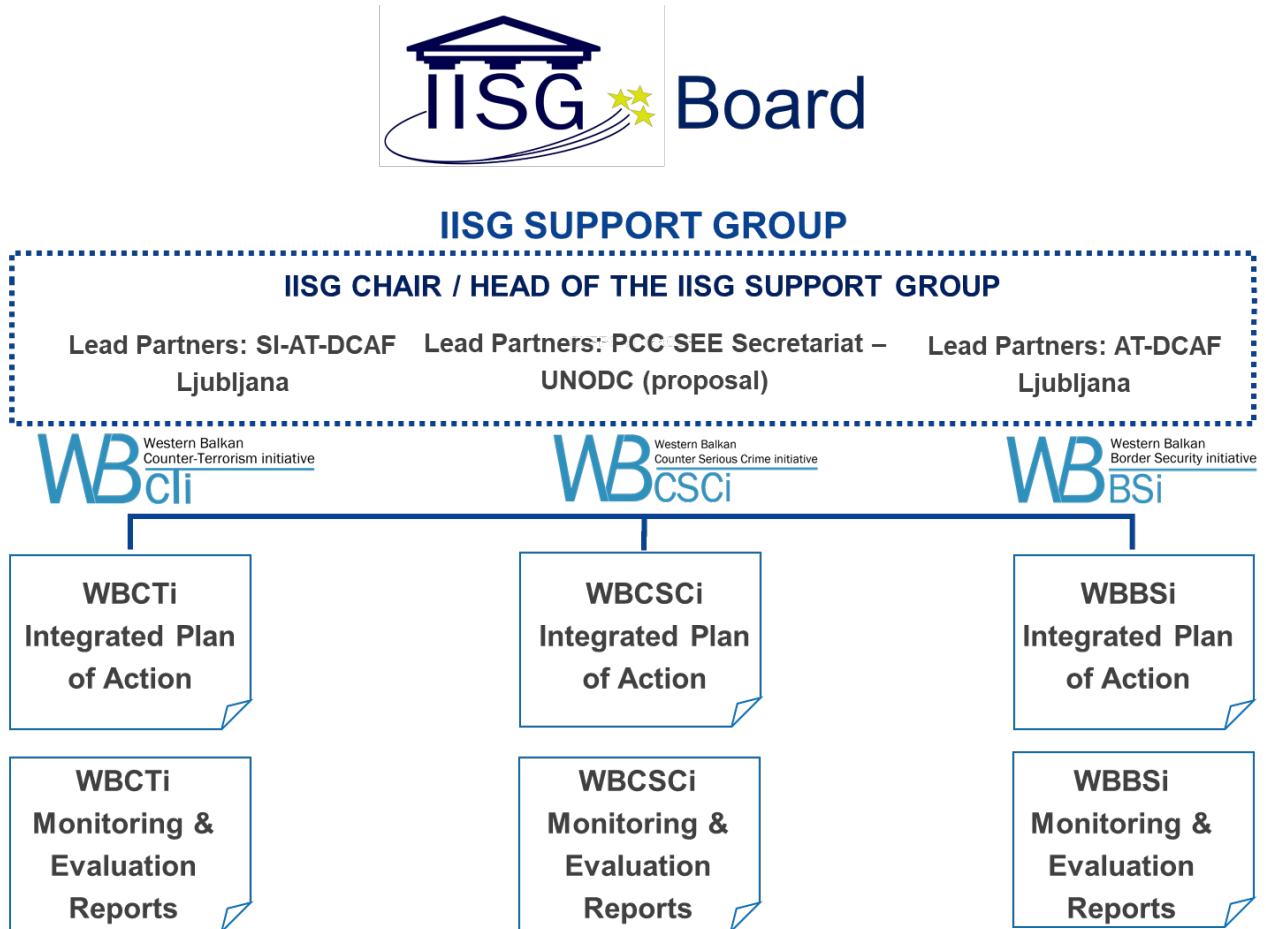 IISG Board
IISG SUPPORT GROUP
IISG CHAIR / HEAD OF THE IISG SUPPORT GROUP
Lead Partners: SI-AT-DCAF
Ljubljana
Lead Partners: PCC SEE Secretariat –
UNODC (proposal)
Lead Partners: AT-DCAF
Ljubljana
WBCTi
Western Balkan
Counter-Terrorism initiative
WBCSCi
Western Balkan
Counter Serious Crime initiative
WBBSi
Western Balkan
Border Security initiative
WBCTi
Integrated Plan
of Action
WBCSCi
Integrated Plan
of Action
WBBSi
Integrated Plan
of Action
WBCTi
Monitoring &
Evaluation
Reports
WBCSCi
Monitoring &
Evaluation
Reports
WBBSi
Monitoring &
Evaluation
Reports